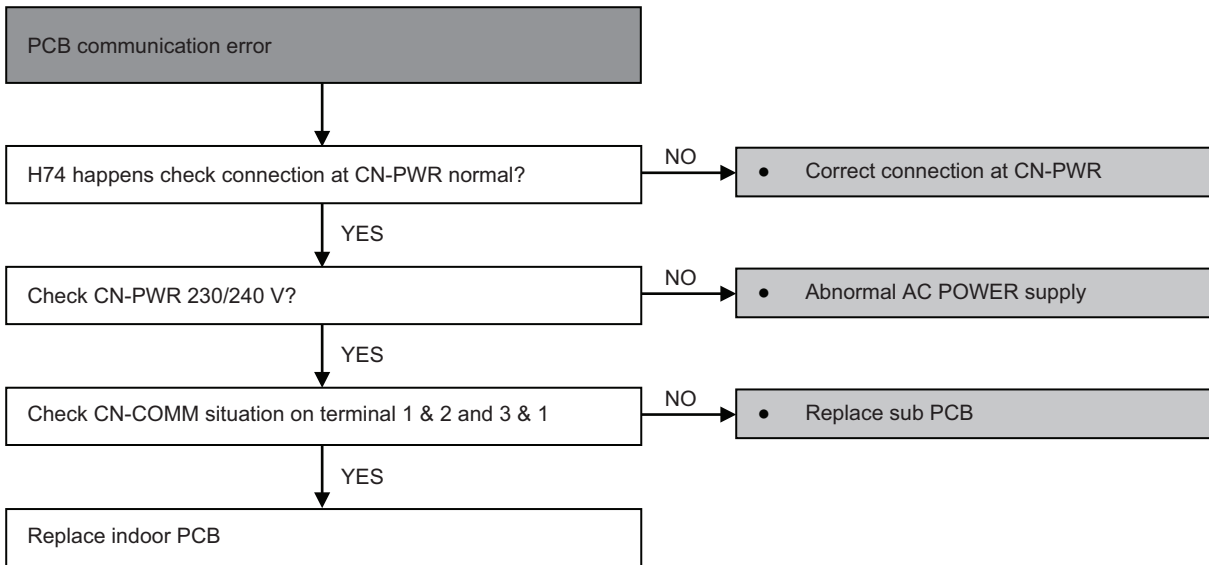 PCB communication error
H74 happens check connection at CN-PWR normal?
NO
● Correct connection at CN-PWR
YES
Check CN-PWR 230/240 V?
NO
● Abnormal AC POWER supply
YES
Check CN-COMM situation on terminal 1 & 2 and 3 & 1
NO
● Replace sub PCB
YES
Replace indoor PCB